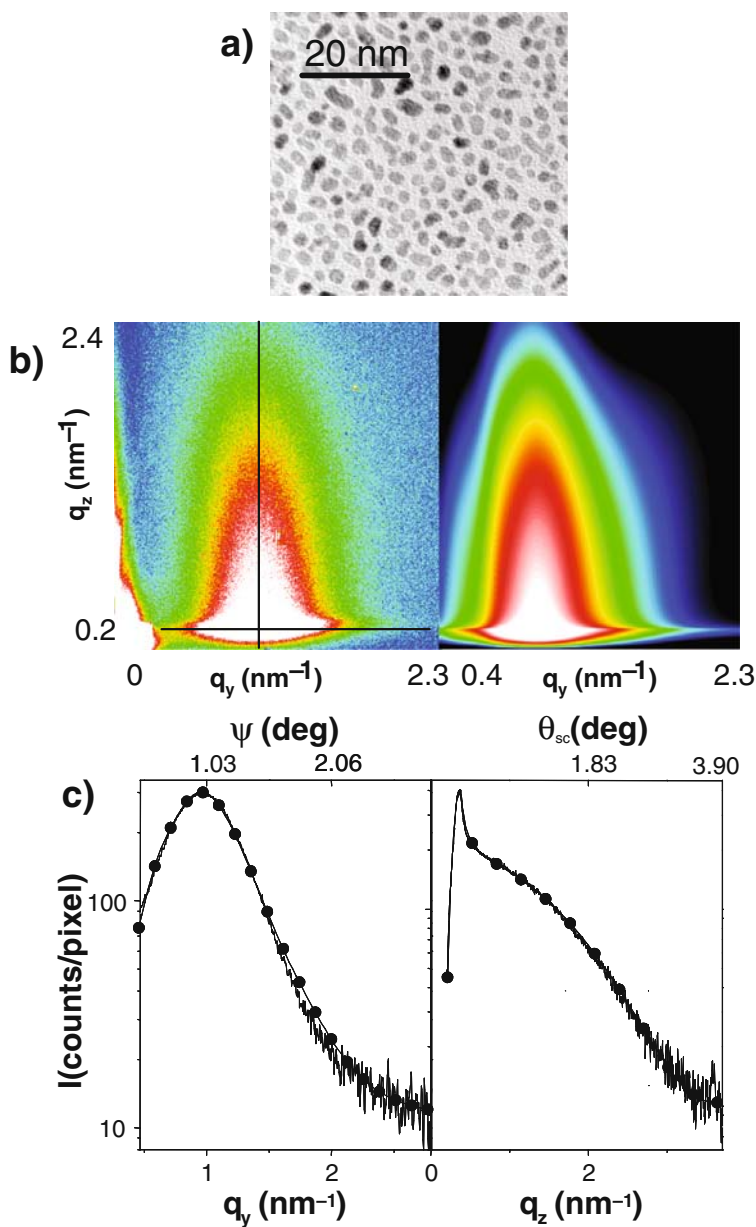 a)
20 nm
b)
2.4
q_z (nm⁻¹)
0.2
0
q_y (nm⁻¹)
2.3
0.4
q_y (nm⁻¹)
2.3
ψ (deg)
θ_sc(deg)
1.03
2.06
1.83
3.90
c)
100
10
I(counts/pixel)
1
2
0
2
q_y (nm⁻¹)
q_z (nm⁻¹)